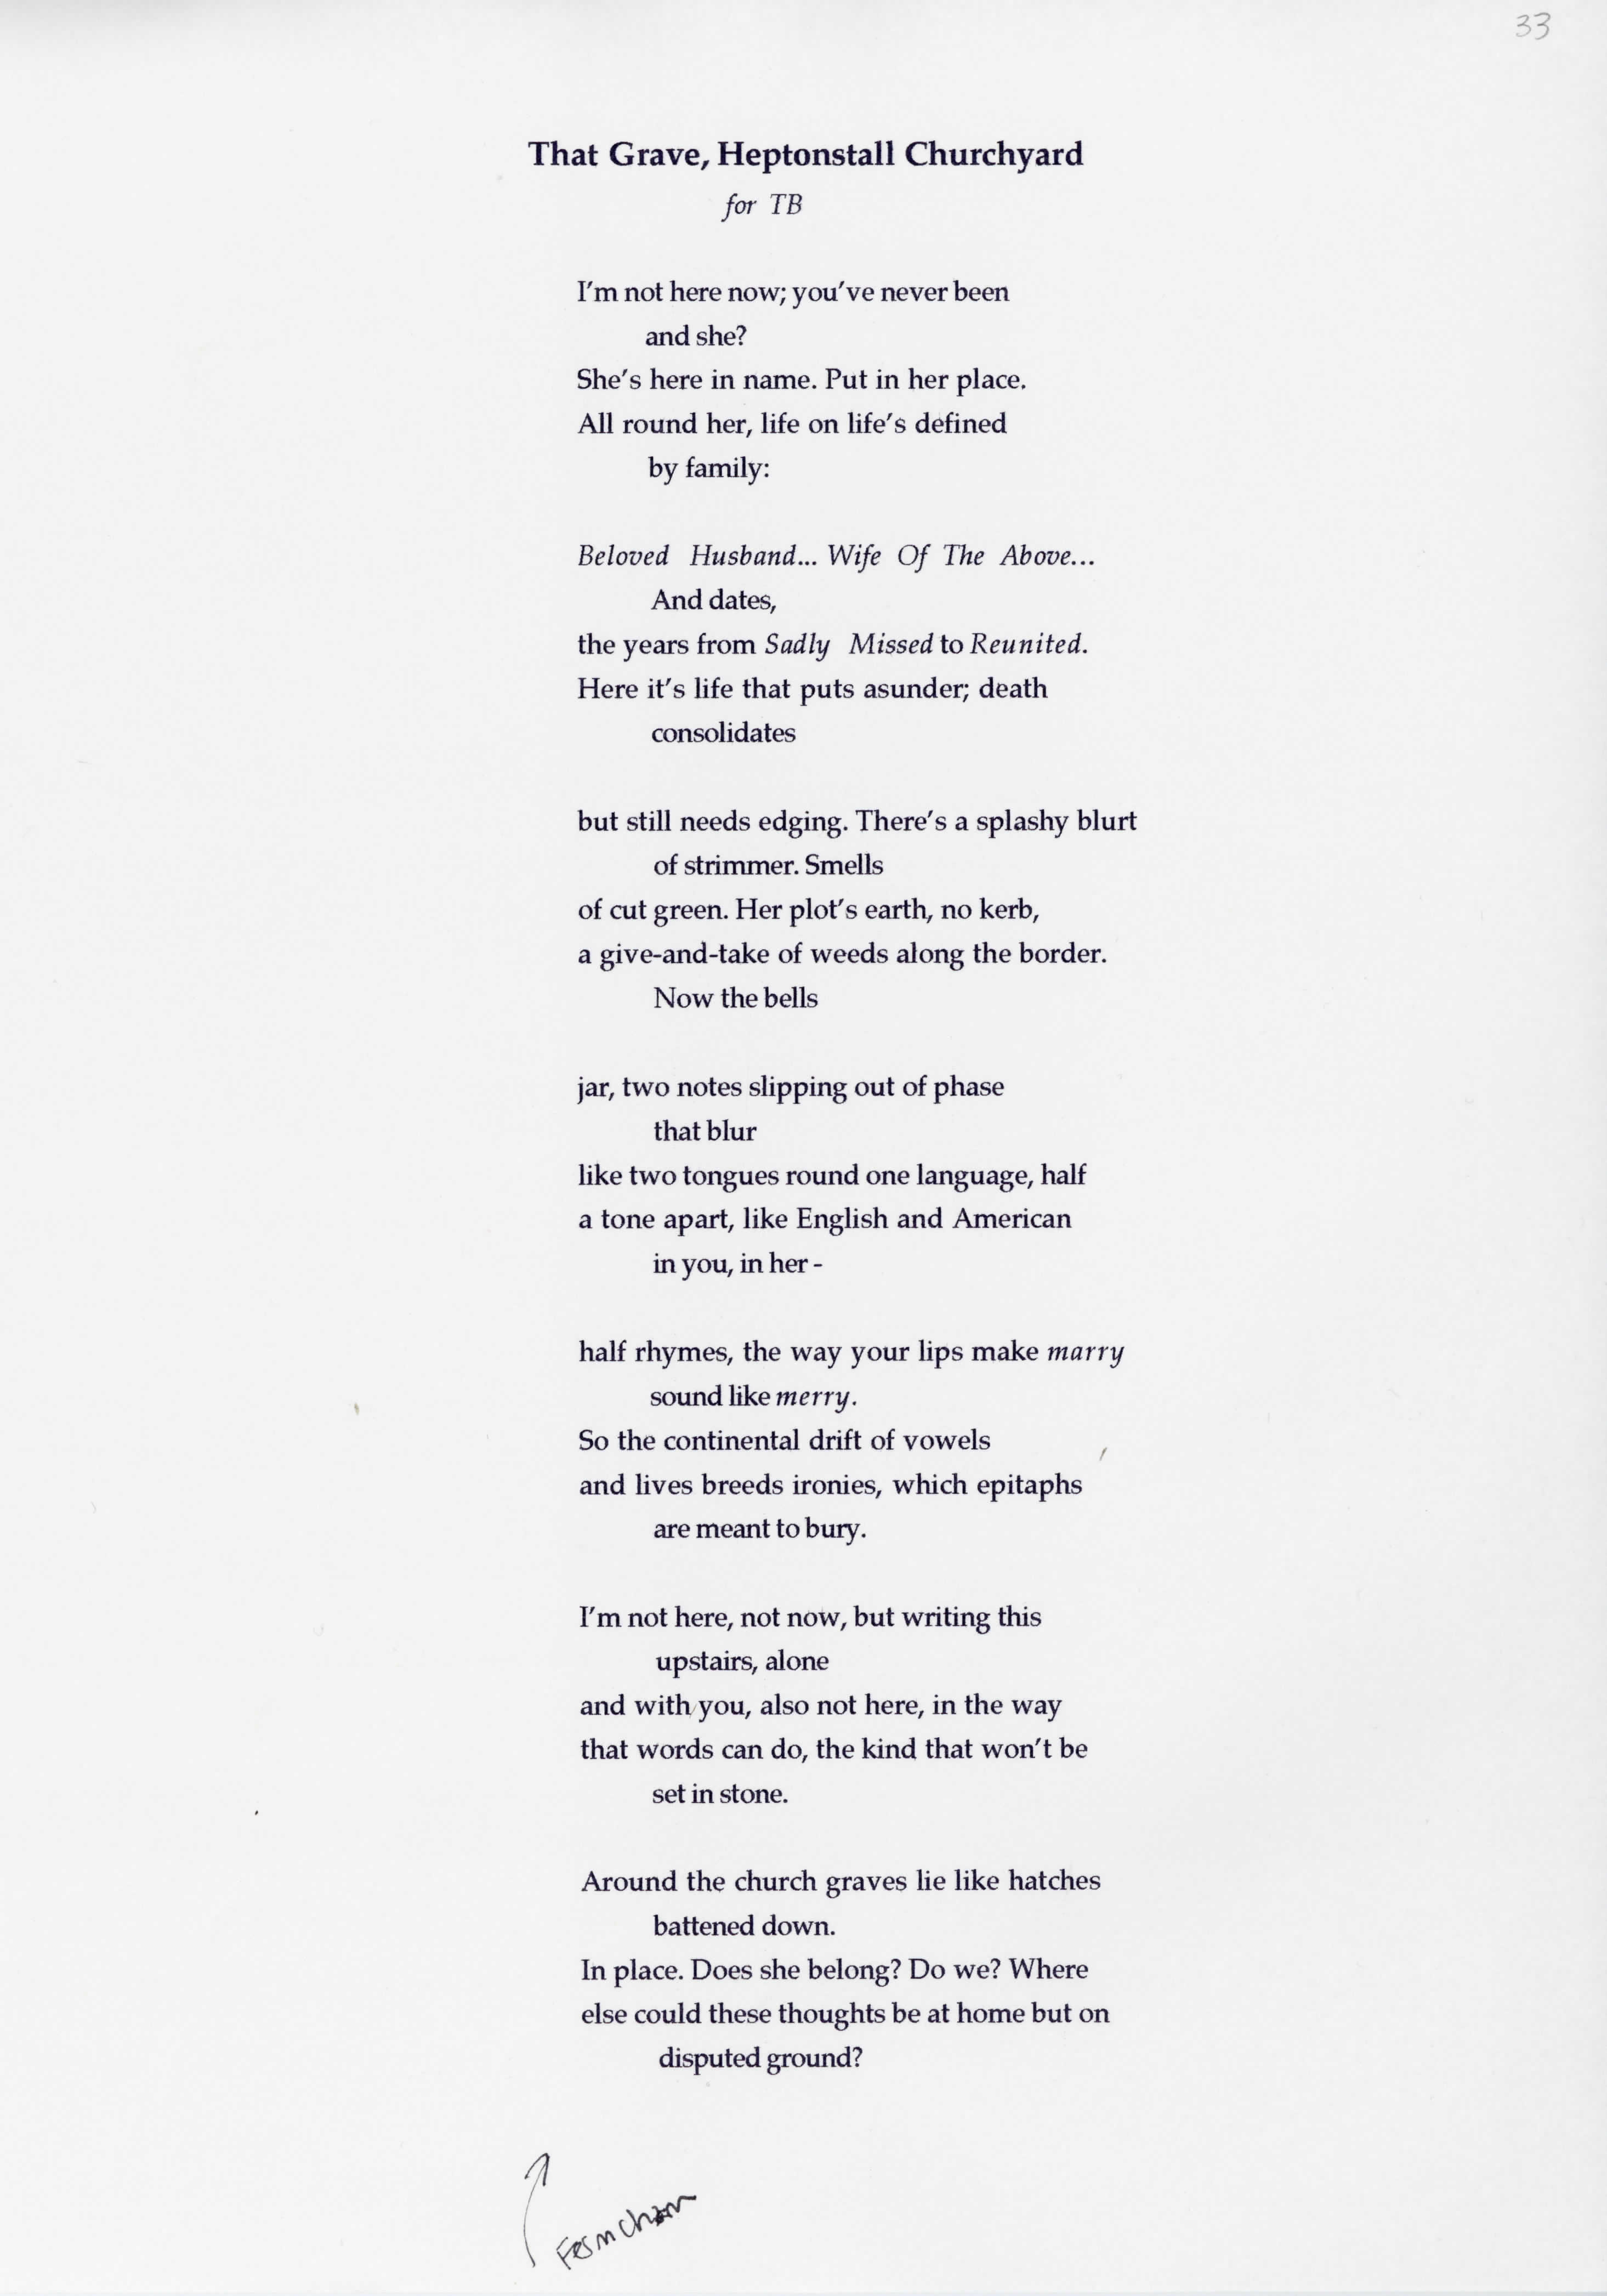 33
That Grave, Heptonstall Churchyard
for TB
I'm not here now; you've never been
and she?
She's here in name. Put in her place.
All round her, life on life's defined
by family:
Beloved Husband... Wife Of The Above...
And dates,
the years from Sadly Missed to Reunited.
Here it's life that puts asunder; death
consolidates
but still needs edging. There's a splashy blurt
of strimmer. Smells
of cut green. Her plot's earth, no kerb,
a give-and-take of weeds along the border.
Now the bells
jar, two notes slipping out of phase
that blur
like two tongues round one language, half
a tone apart, like English and American
in you, in her -
half rhymes, the way your lips make marry
sound like merry.
So the continental drift of vowels
and lives breeds ironies, which epitaphs
are meant to bury.
I'm not here, not now, but writing this
upstairs, alone
and with you, also not here, in the way
that words can do, the kind that won't be
set in stone.
Around the church graves lie like hatches
battened down.
In place. Does she belong? Do we? Where
else could these thoughts be at home but on
disputed ground?